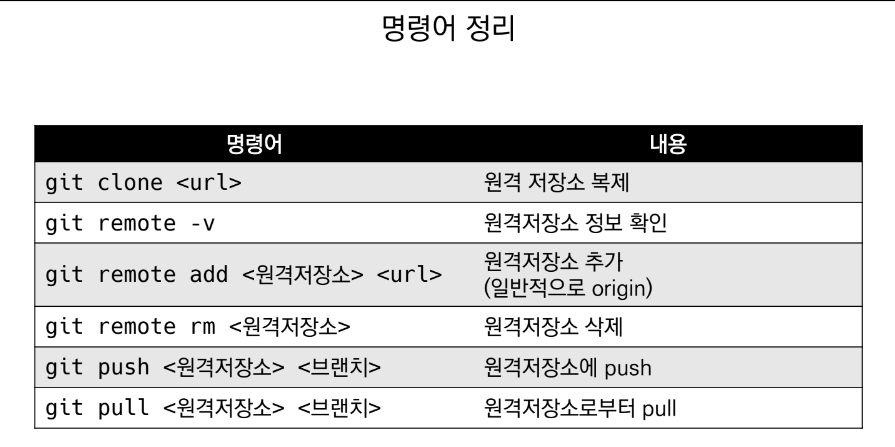 명령어 정리
명령어 내용
git clone <url> 원격 저장소 복제
git remote -v 원격저장소 정보 확인
git remote add <원격저장소> <url> 원격저장소 추가
(일반적으로 origin)
git remote rm <원격저장소> 원격저장소 삭제
git push <원격저장소> <브랜치> 원격저장소에 push
git pull <원격저장소> <브랜치> 원격저장소로부터 pull